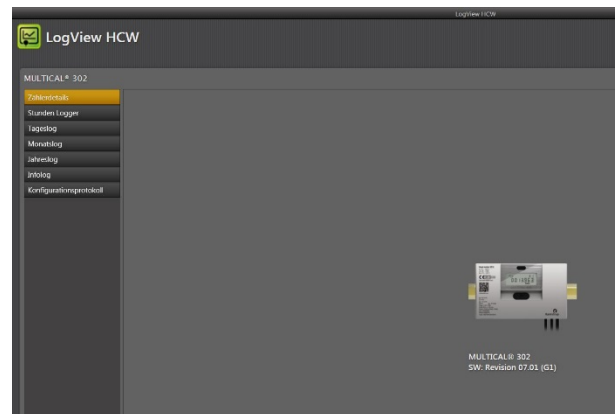 LogView HCW
LogView HCW
MULTICAL® 302
Zählerdetails
Stunden Logger
Tageslog
Monatslog
Jahreslog
Infolog
Konfigurationsprotokoll
MULTICAL® 302
SW: Revision 07.01 (G1)